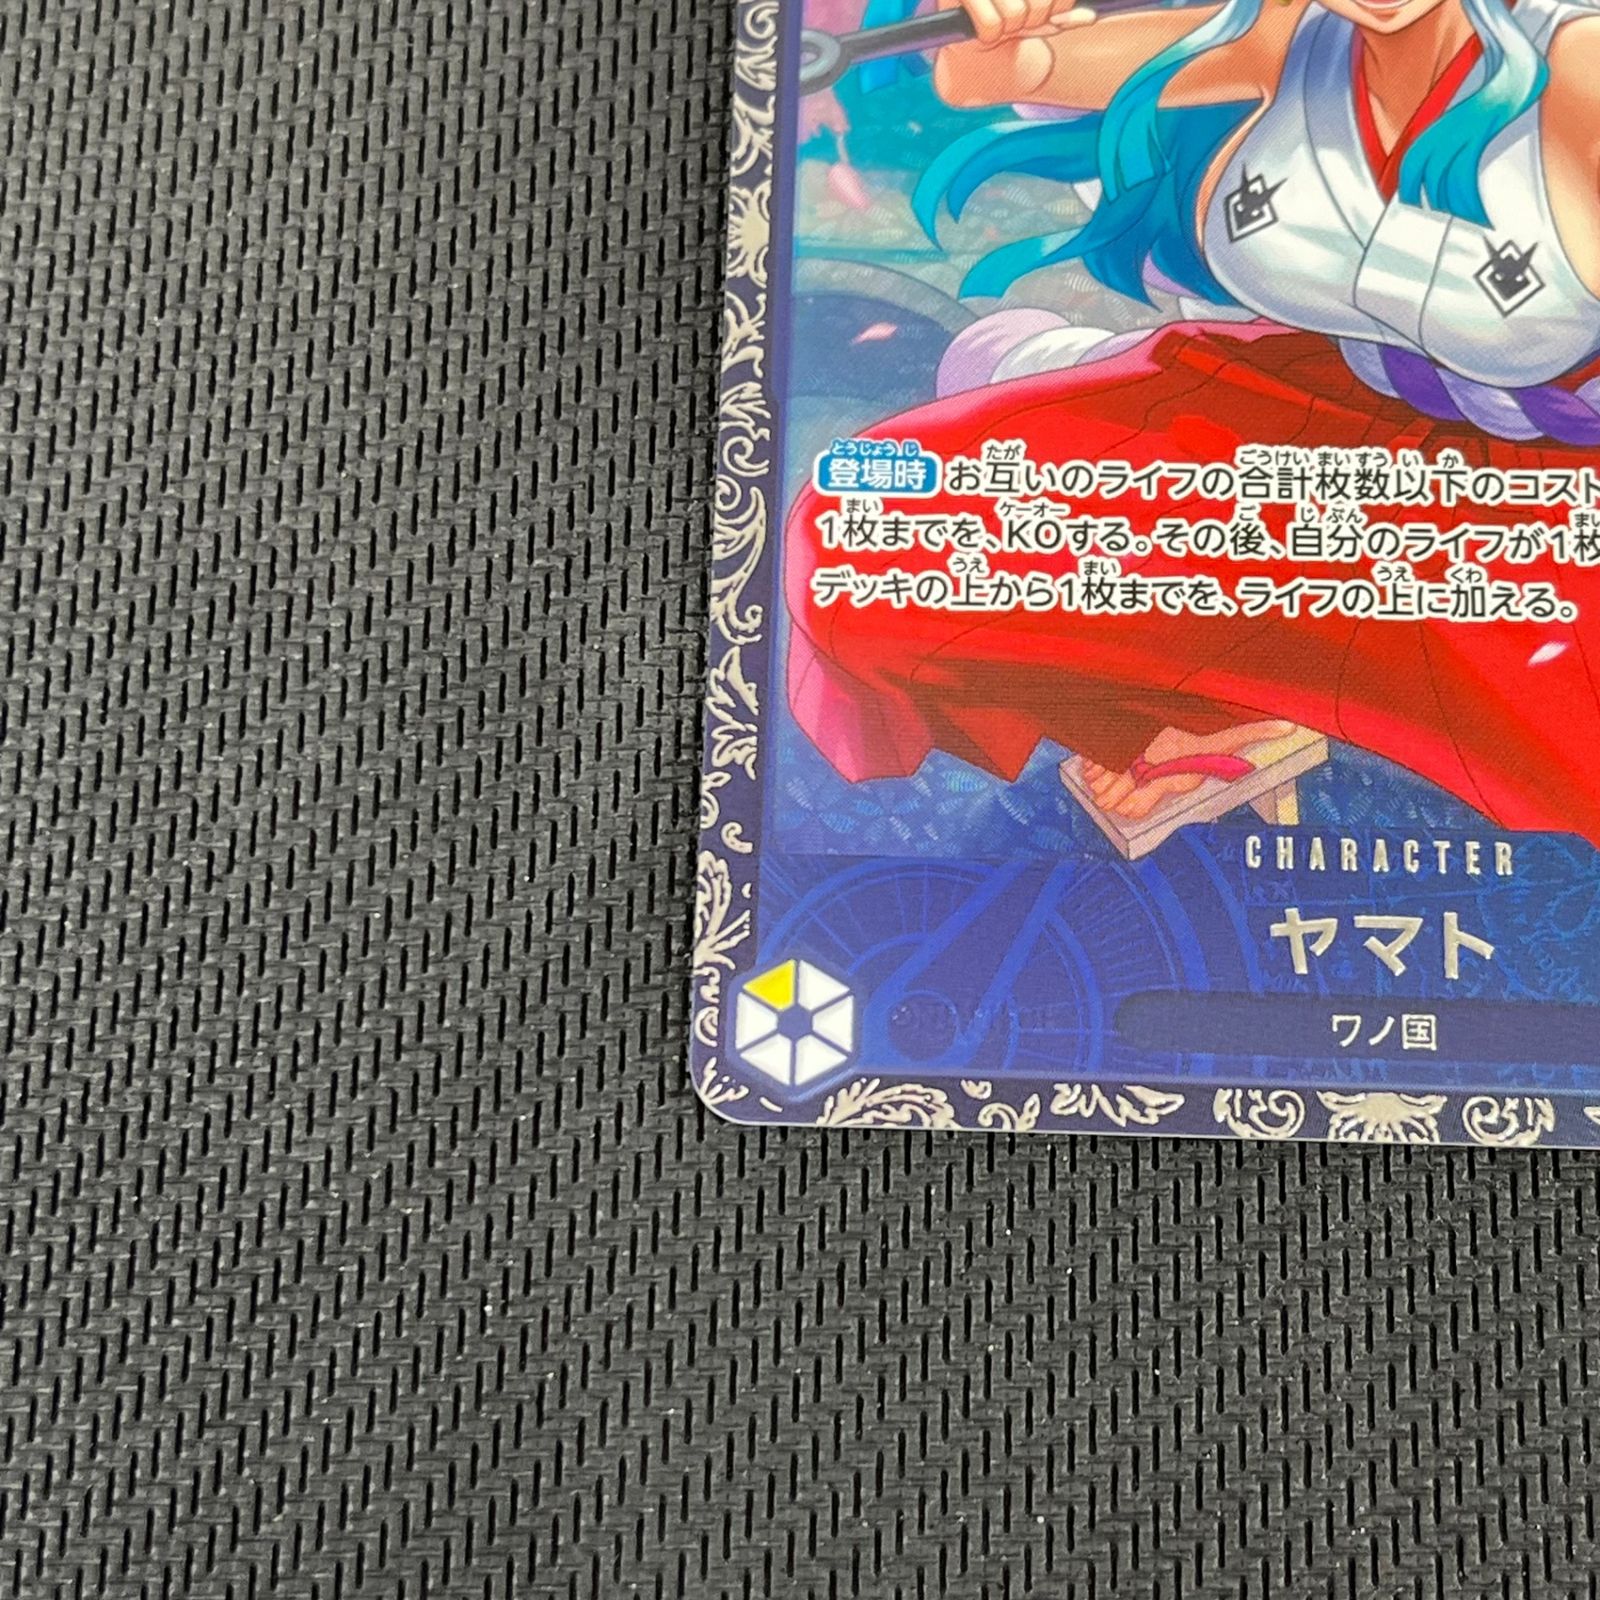 登場時 お互いのライフの合計枚数以下のコスト
1枚までを、KOする。その後、自分のライフが1枚
デッキの上から1枚までを、ライフの上に加える。
CHARACTER
ヤマト
ワノ国